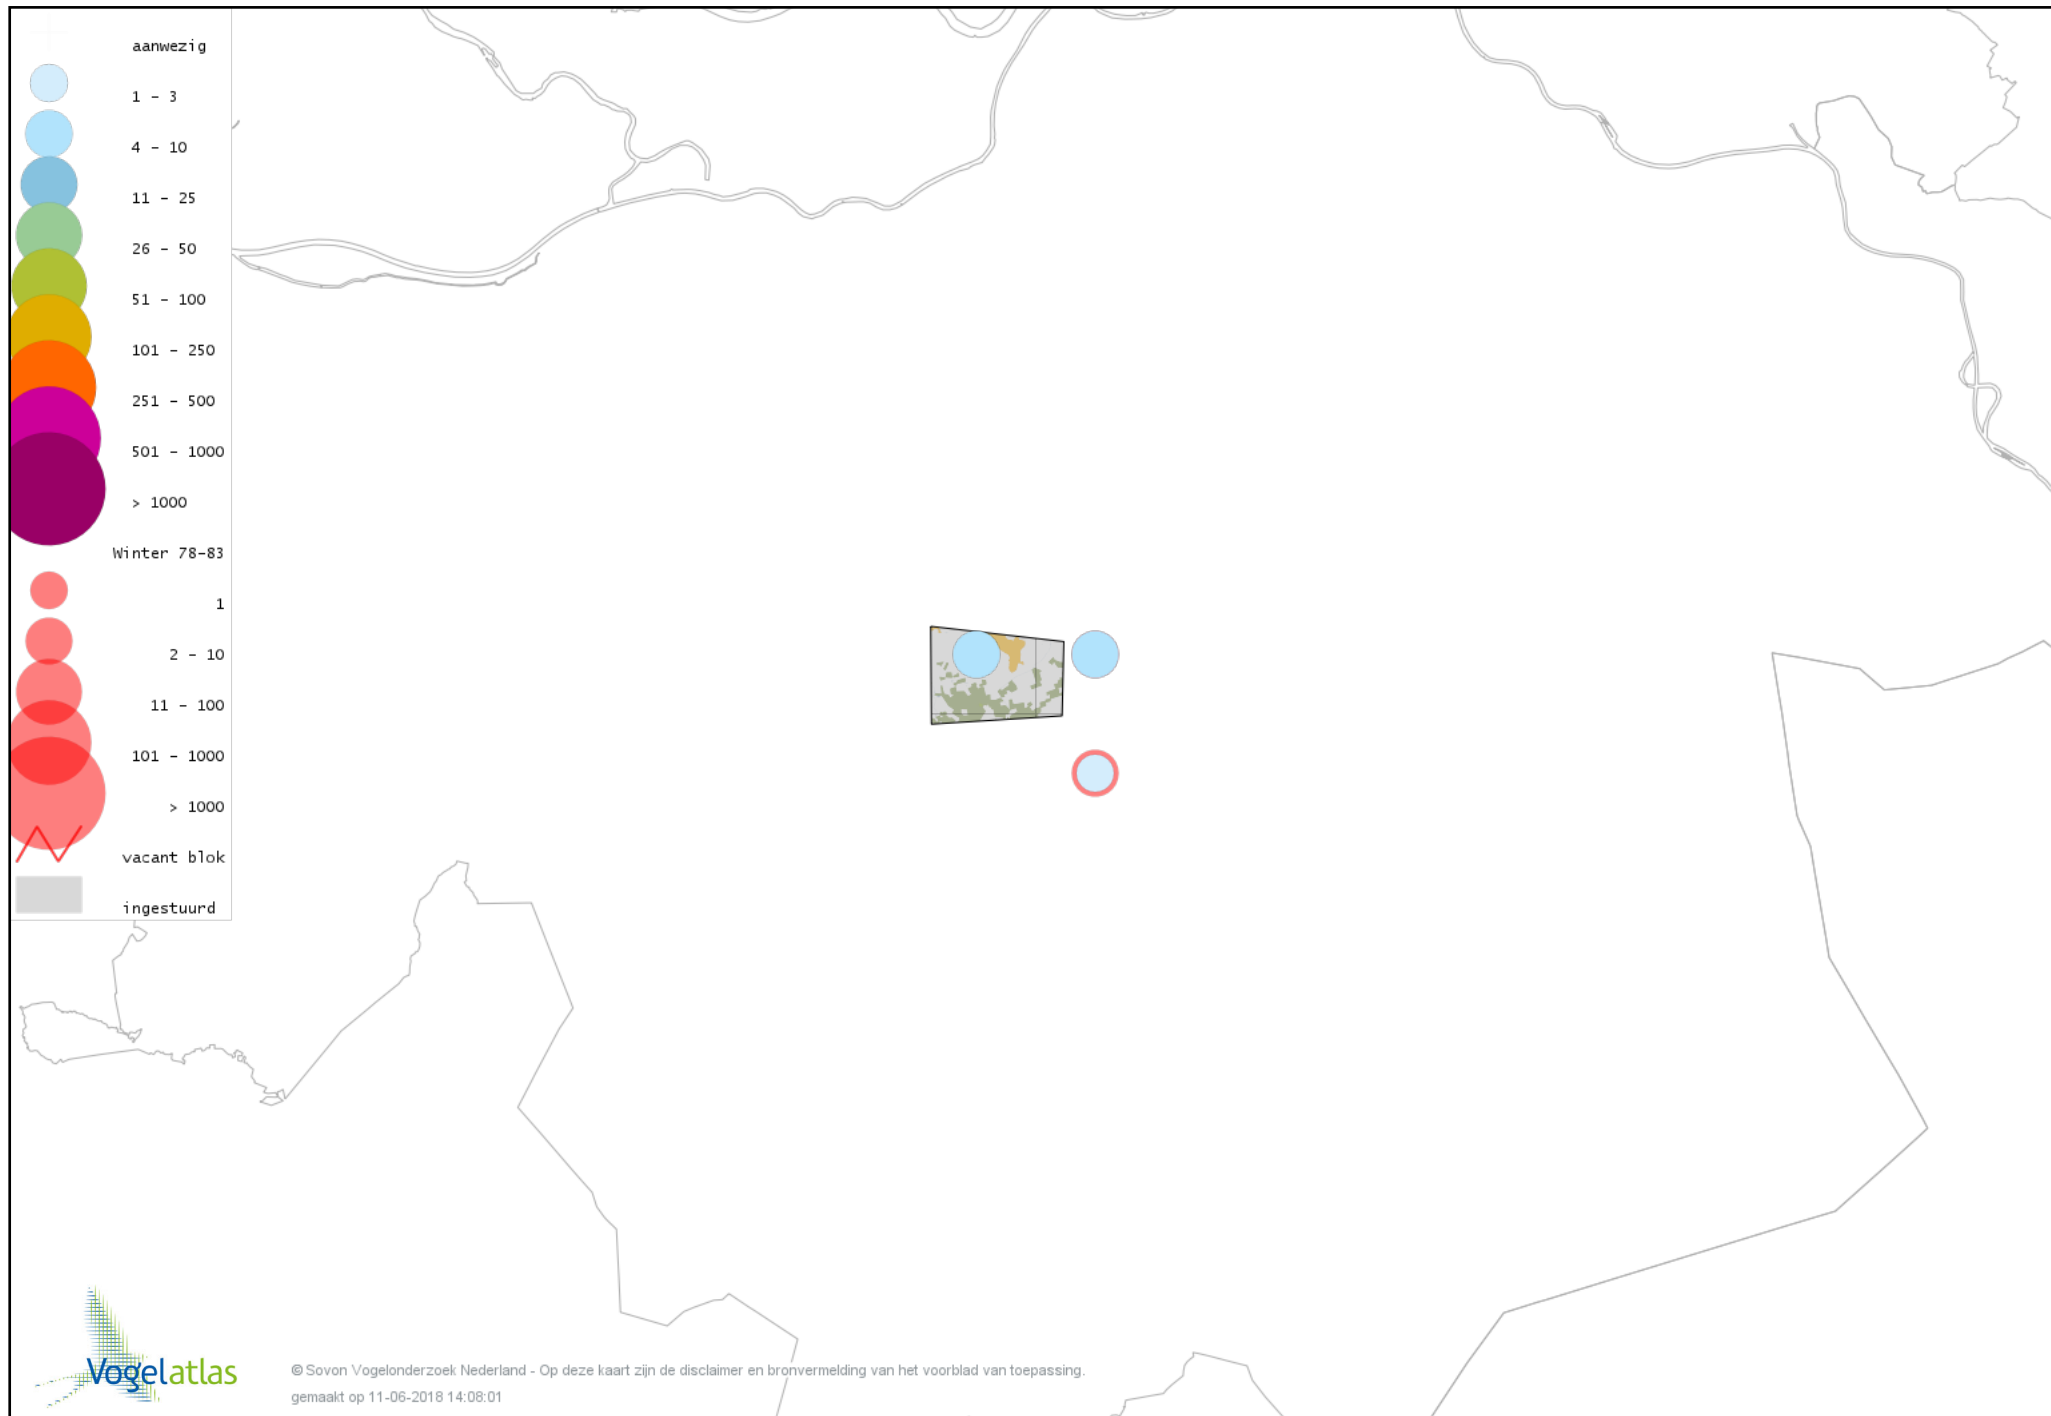 aanwezig
1 - 3
4 - 10
11 - 25
26 - 50
51 - 100
101 - 250
251 - 500
501 - 1000
> 1000
Winter 78-83
1
2 - 10
11 - 100
101 - 1000
> 1000
vacant blok
ingestuurd
Vogelatlas
© Sovon Vogelonderzoek Nederland - Op deze kaart zijn de disclaimer en bronvermelding van het voorblad van toepassing.
gemaakt op 11-06-2018 14:08:01